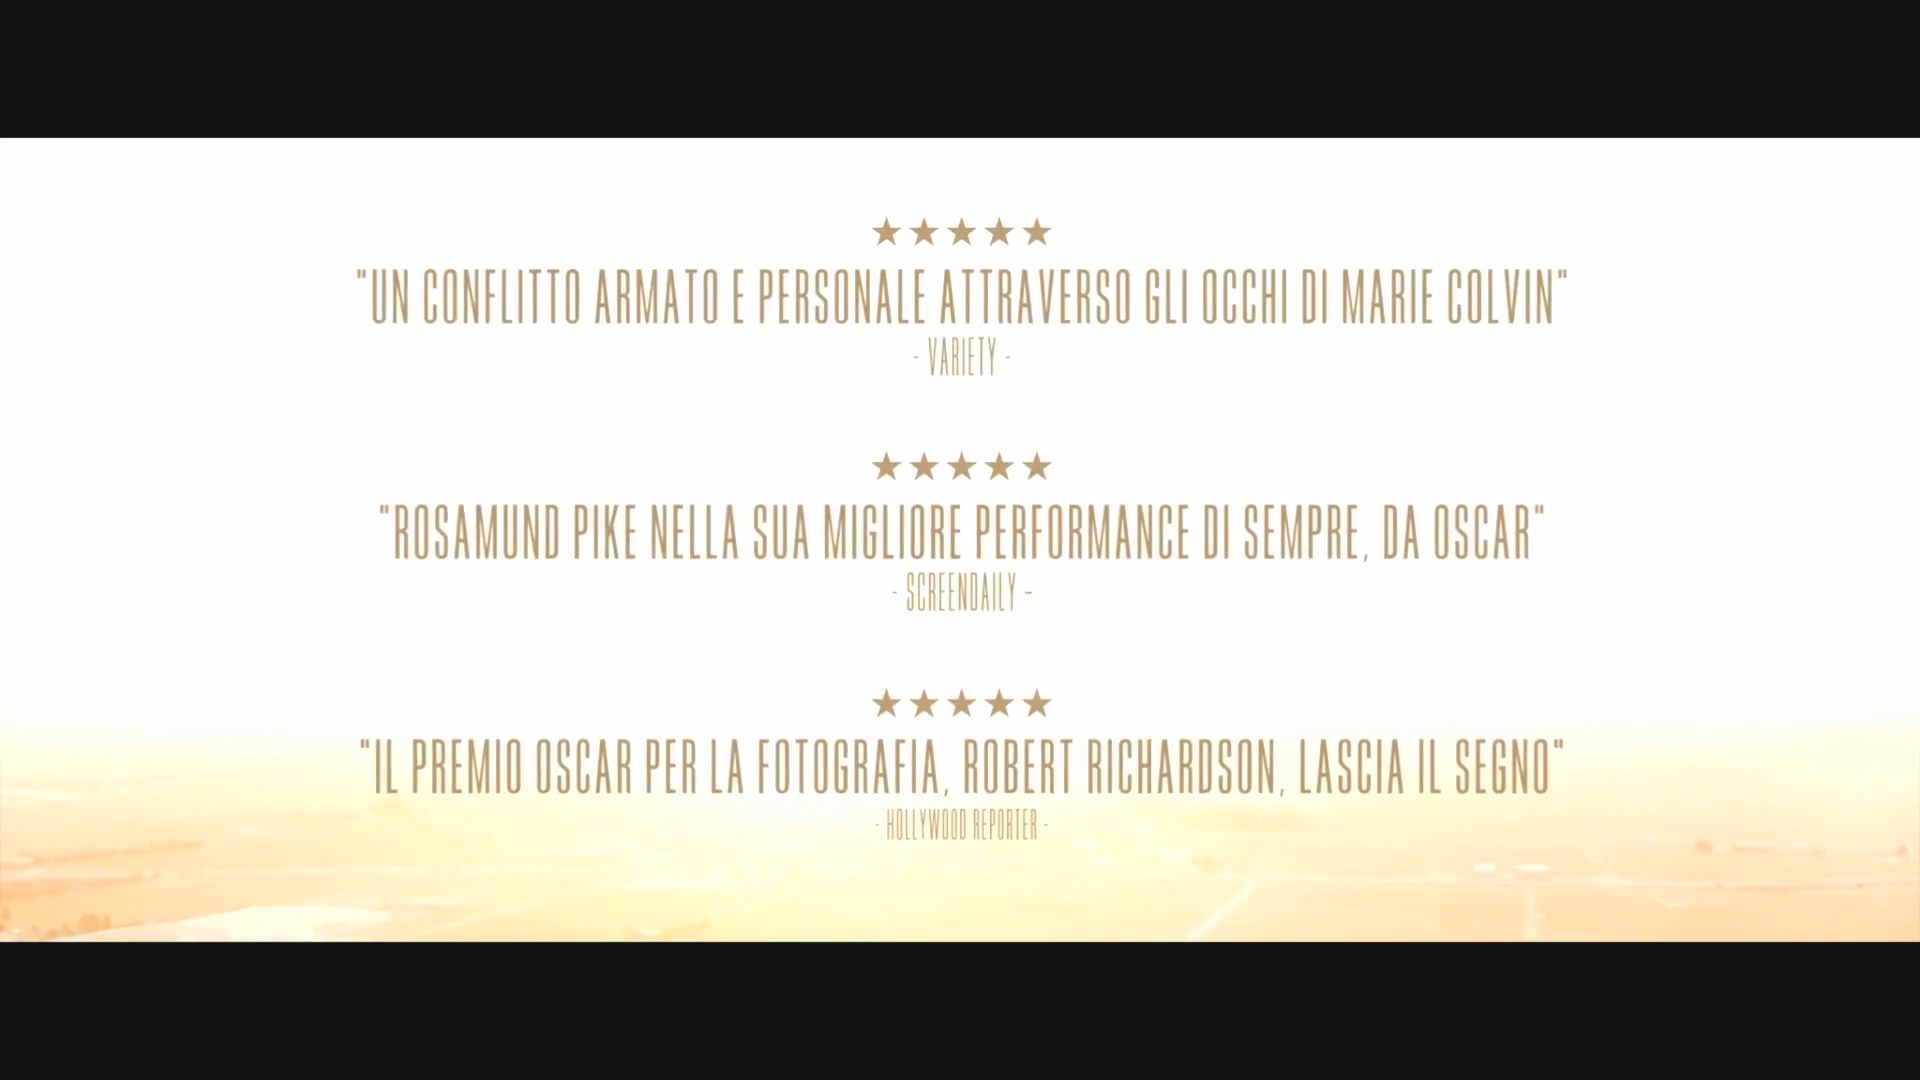 ★★★★★
"UN CONFLITTO ARMATO E PERSONALE ATTRAVERSO GLI OCCHI DI MARIE COLVIN"
- VARIETY -
★★★★★
"ROSAMUND PIKE NELLA SUA MIGLIORE PERFORMANCE DI SEMPRE, DA OSCAR"
- SCREENDAILY -
★★★★★
"IL PREMIO OSCAR PER LA FOTOGRAFIA, ROBERT RICHARDSON, LASCIA IL SEGNO"
- HOLLYWOOD REPORTER -